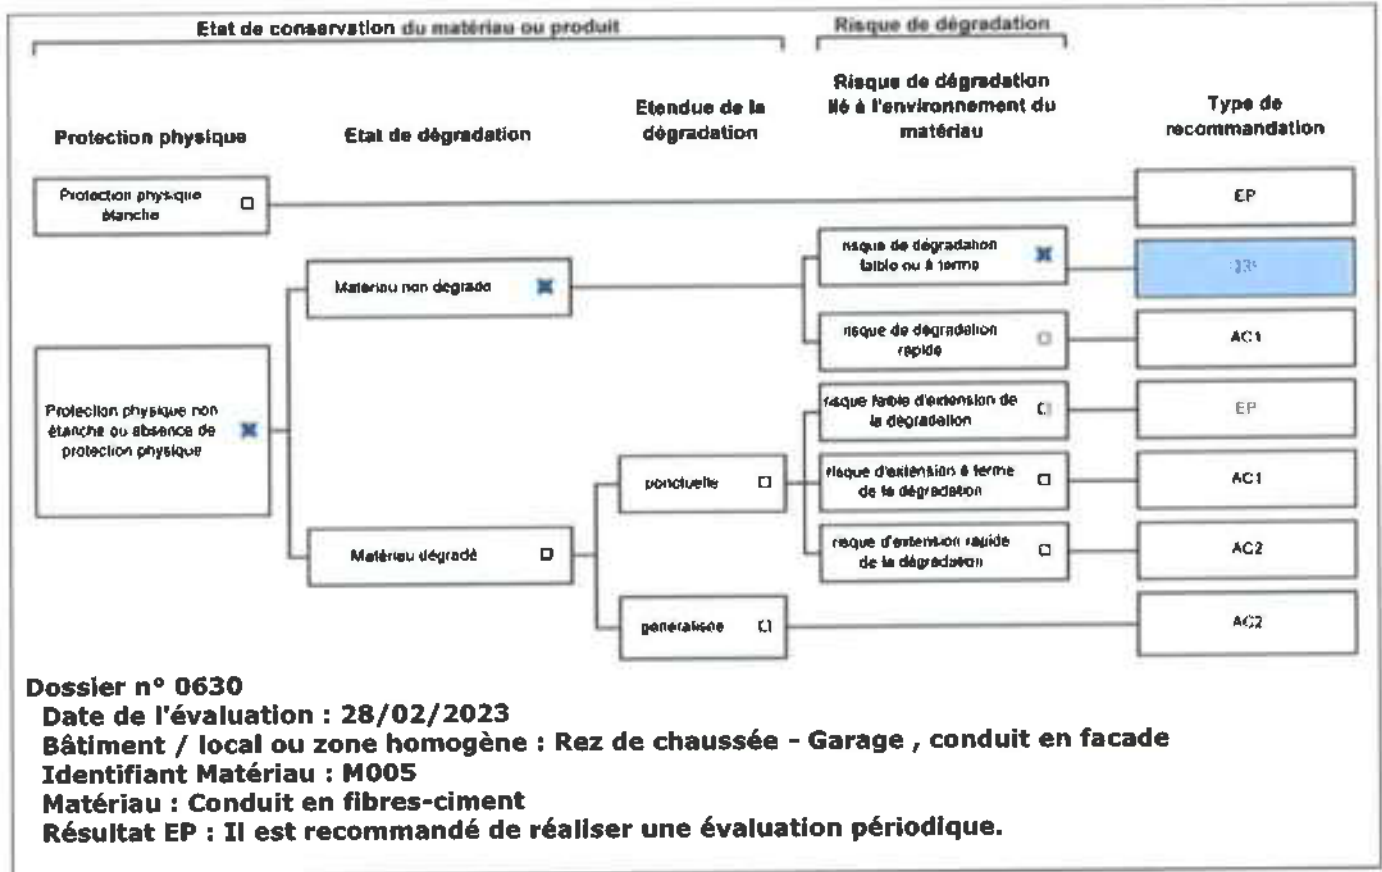 Etat de conservation du matériau ou produit
Risque de dégradation
Protection physique
Etat de dégradation
Etendue de la
dégradation
Risque de dégradation
lié à l'environnement du
matériau
Type de
recommandation
Protection physique
étanche
EP
risque de dégradation
faible ou à terme
Matériau non dégradé
risque de dégradation
rapide
AC1
Protection physique non
étanche ou absence de
protection physique
risque faible d'extension de
la dégradation
EP
ponctuelle
risque d'extension à terme
de la dégradation
AC1
Matériau dégradé
risque d'extension rapide
de la dégradation
AC2
généralisée
AC2
Dossier n° 0630
Date de l'évaluation : 28/02/2023
Bâtiment / local ou zone homogène : Rez de chaussée - Garage , conduit en facade
Identifiant Matériau : M005
Matériau : Conduit en fibres-ciment
Résultat EP : Il est recommandé de réaliser une évaluation périodique.